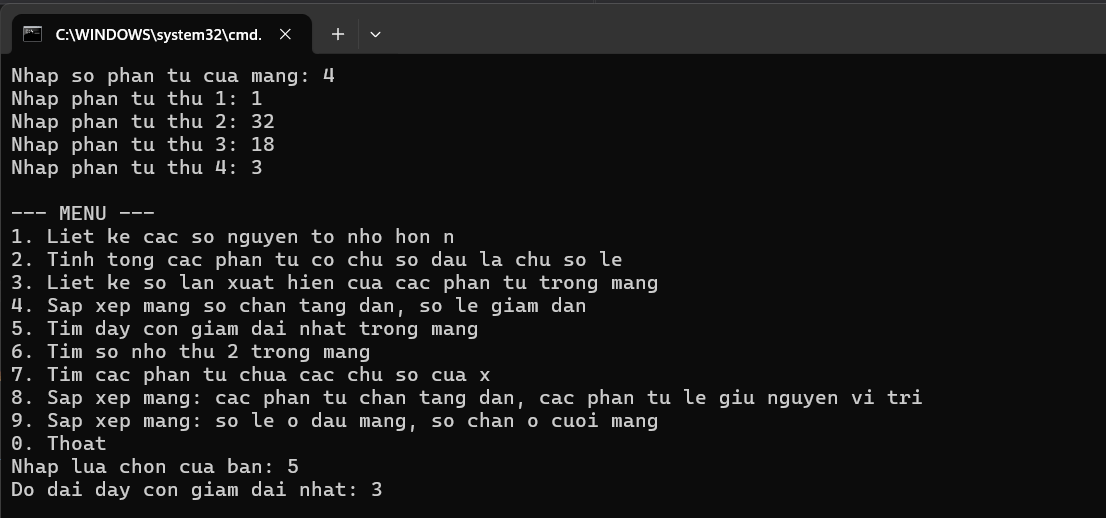 C:\WINDOWS\system32\cmd.
Nhap so phan tu cua mang: 4
Nhap phan tu thu 1: 1
Nhap phan tu thu 2: 32
Nhap phan tu thu 3: 18
Nhap phan tu thu 4: 3
--- MENU ---
1. Liet ke cac so nguyen to nho hon n
2. Tinh tong cac phan tu co chu so dau la chu so le
3. Liet ke so lan xuat hien cua cac phan tu trong mang
4. Sap xep mang so chan tang dan, so le giam dan
5. Tim day con giam dai nhat trong mang
6. Tim so nho thu 2 trong mang
7. Tim cac phan tu chua cac chu so cua x
8. Sap xep mang: cac phan tu chan tang dan, cac phan tu le giu nguyen vi tri
9. Sap xep mang: so le o dau mang, so chan o cuoi mang
0. Thoat
Nhap lua chon cua ban: 5
Do dai day con giam dai nhat: 3